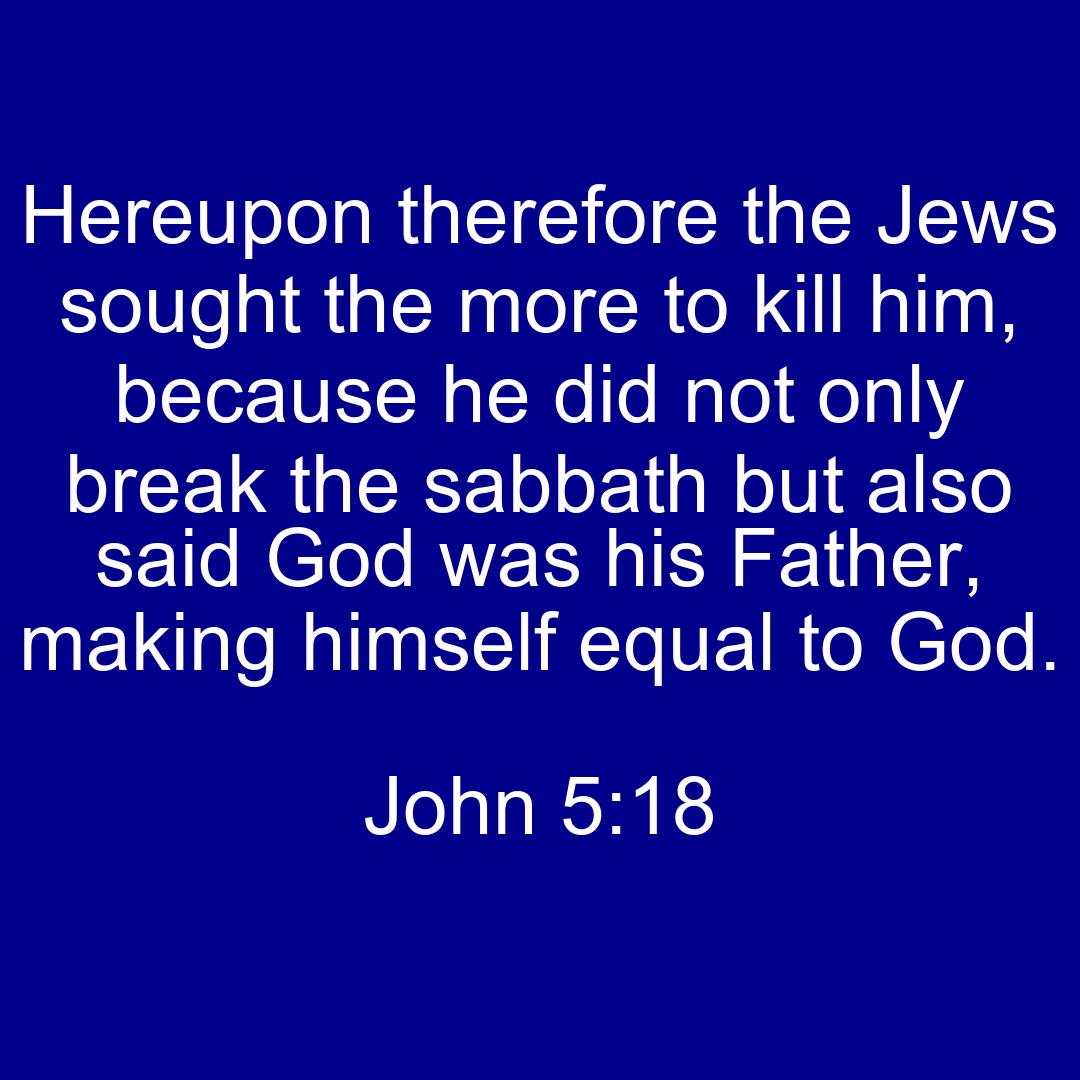 Hereupon therefore the Jews
sought the more to kill him,
because he did not only
break the sabbath but also
said God was his Father,
making himself equal to God.
John 5:18